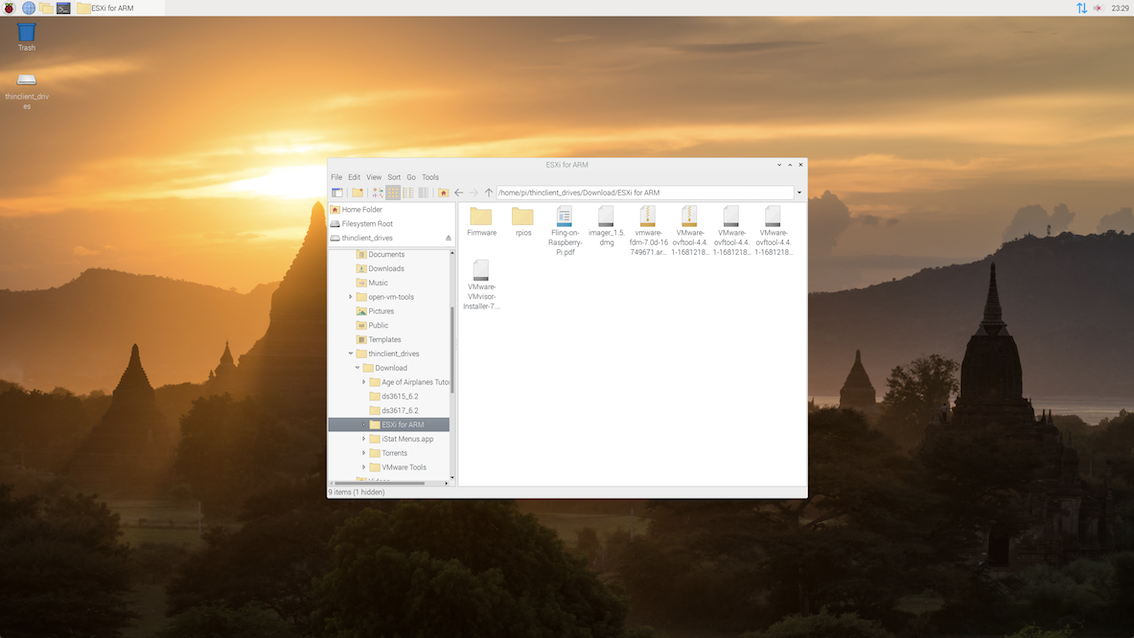 ESXi for ARM
23:29
Trash
thinclient_driv
es
ESXi for ARM
File Edit View Sort Go Tools
/home/pi/thinclient_drives/Download/ESXi for ARM
Home Folder
Filesystem Root
thinclient_drives
Documents
Downloads
Music
open-vm-tools
Pictures
Public
Templates
thinclient_drives
Download
Age of Airplanes Tuto
ds3615_6.2
ds3617_6.2
ESXi for ARM
iStat Menus.app
Torrents
VMware Tools
Firmware
rpios
Fling-on-
Raspberry-
Pi.pdf
imager_1.5.
dmg
vmware-
fdm-7.0d-16
749671.ar...
VMware-
ovftool-4.4.
1-1681218...
VMware-
ovftool-4.4.
1-1681218...
VMware-
ovftool-4.4.
1-1681218...
VMware-
VMvisor-
Installer-7....
9 items (1 hidden)